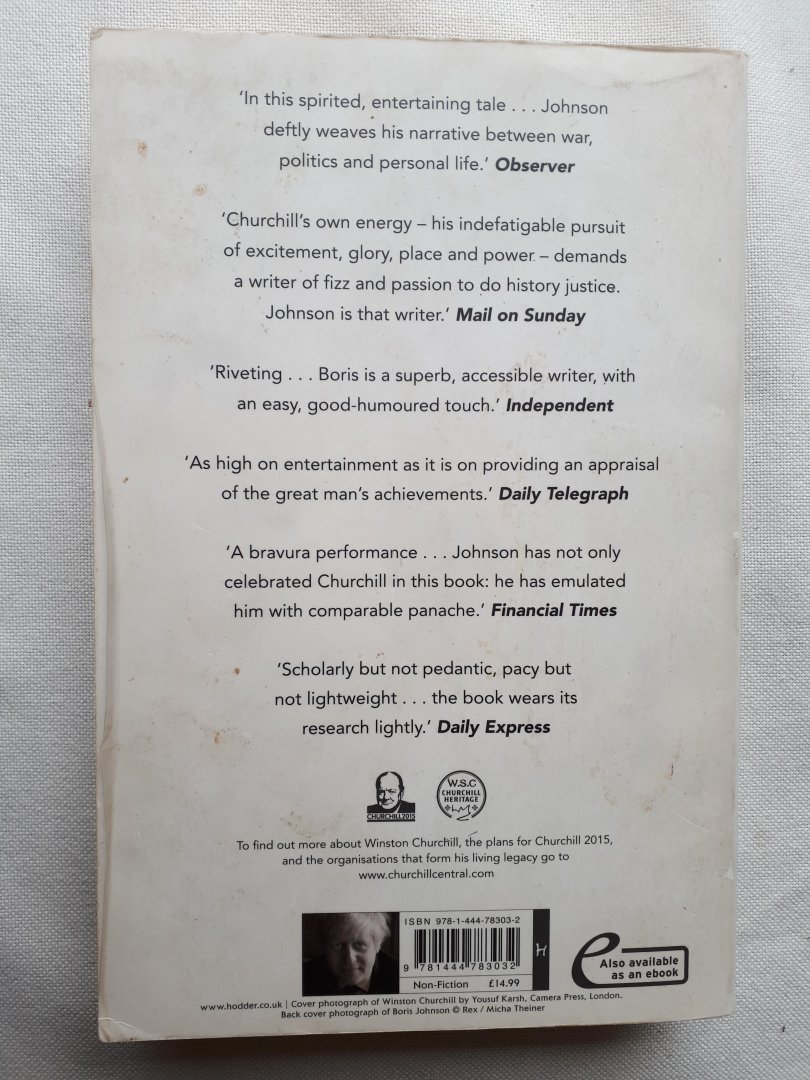 ‘In this spirited, entertaining tale . . . Johnson
deftly weaves his narrative between war,
politics and personal life.’ Observer
‘Churchill’s own energy – his indefatigable pursuit
of excitement, glory, place and power – demands
a writer of fizz and passion to do history justice.
Johnson is that writer.’ Mail on Sunday
‘Riveting . . . Boris is a superb, accessible writer, with
an easy, good-humoured touch.’ Independent
‘As high on entertainment as it is on providing an appraisal
of the great man’s achievements.’ Daily Telegraph
‘A bravura performance . . . Johnson has not only
celebrated Churchill in this book: he has emulated
him with comparable panache.’ Financial Times
‘Scholarly but not pedantic, pacy but
not lightweight . . . the book wears its
research lightly.’ Daily Express
CHURCHILL2015
W.S.C
CHURCHILL
HERITAGE
To find out more about Winston Churchill, the plans for Churchill 2015,
and the organisations that form his living legacy go to
www.churchillcentral.com
ISBN 978-1-444-78303-2
9 781444 783032
Non-Fiction £14.99
H
e
Also available
as an ebook
www.hodder.co.uk | Cover photograph of Winston Churchill by Yousuf Karsh, Camera Press, London.
Back cover photograph of Boris Johnson © Rex / Micha Theiner